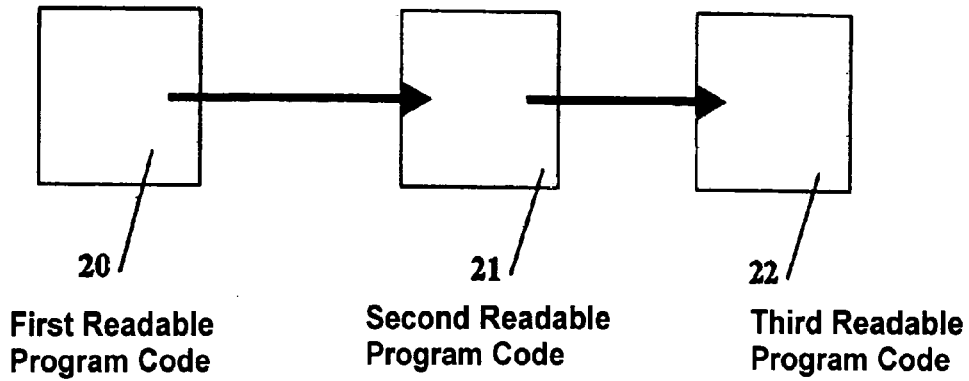 20
21
22
First Readable
Program Code
Second Readable
Program Code
Third Readable
Program Code